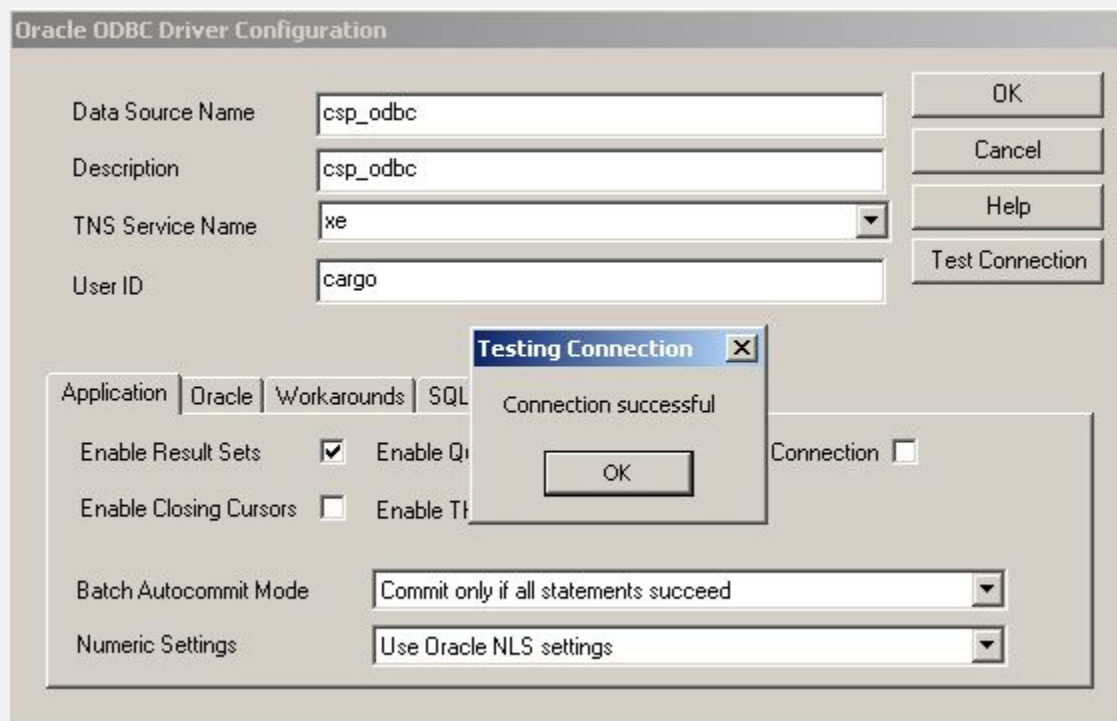 Oracle ODBC Driver Configuration
Data Source Name csp_odbc OK
Description csp_odbc Cancel
TNS Service Name xe Help
User ID cargo Test Connection
Testing Connection
Connection successful
OK
Application Oracle Workarounds SQL
Enable Result Sets Enable Connection
Enable Closing Cursors Enable
Batch Autocommit Mode Commit only if all statements succeed
Numeric Settings Use Oracle NLS settings